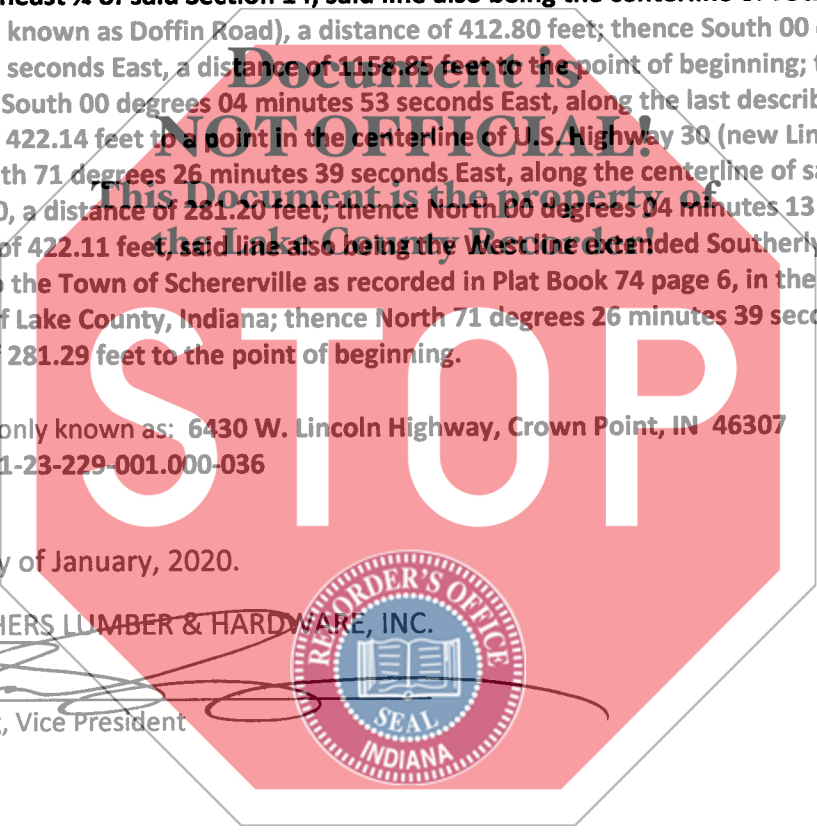 known as Doffin Road), a distance of 412.80 feet; thence South 00
seconds East, a distance of 1158.85 feet to the point of beginning;
South 00 degrees 04 minutes 53 seconds East, along the last describ
422.14 feet to a point in the centerline of U.S. Highway 30 (new Lin
th 71 degrees 26 minutes 39 seconds East, along the centerline of s
0, a distance of 281.20 feet; thence North 00 degrees 04 minutes 13
of 422.11 feet, said line also being the West line extended Southerly
o the Town of Schererville as recorded in Plat Book 74 page 6, in the
f Lake County, Indiana; thence North 71 degrees 26 minutes 39 seco
281.29 feet to the point of beginning.
only known as: 6430 W. Lincoln Highway, Crown Point, IN 46307
1-23-229-001.000-036
y of January, 2020.
HERS LUMBER & HARDWARE, INC.
, Vice President
Document is
NOT OFFICIAL!
This Document is the property of
the Lake County Recorder!
STOP
RECORDER'S OFFICE
SEAL
INDIANA